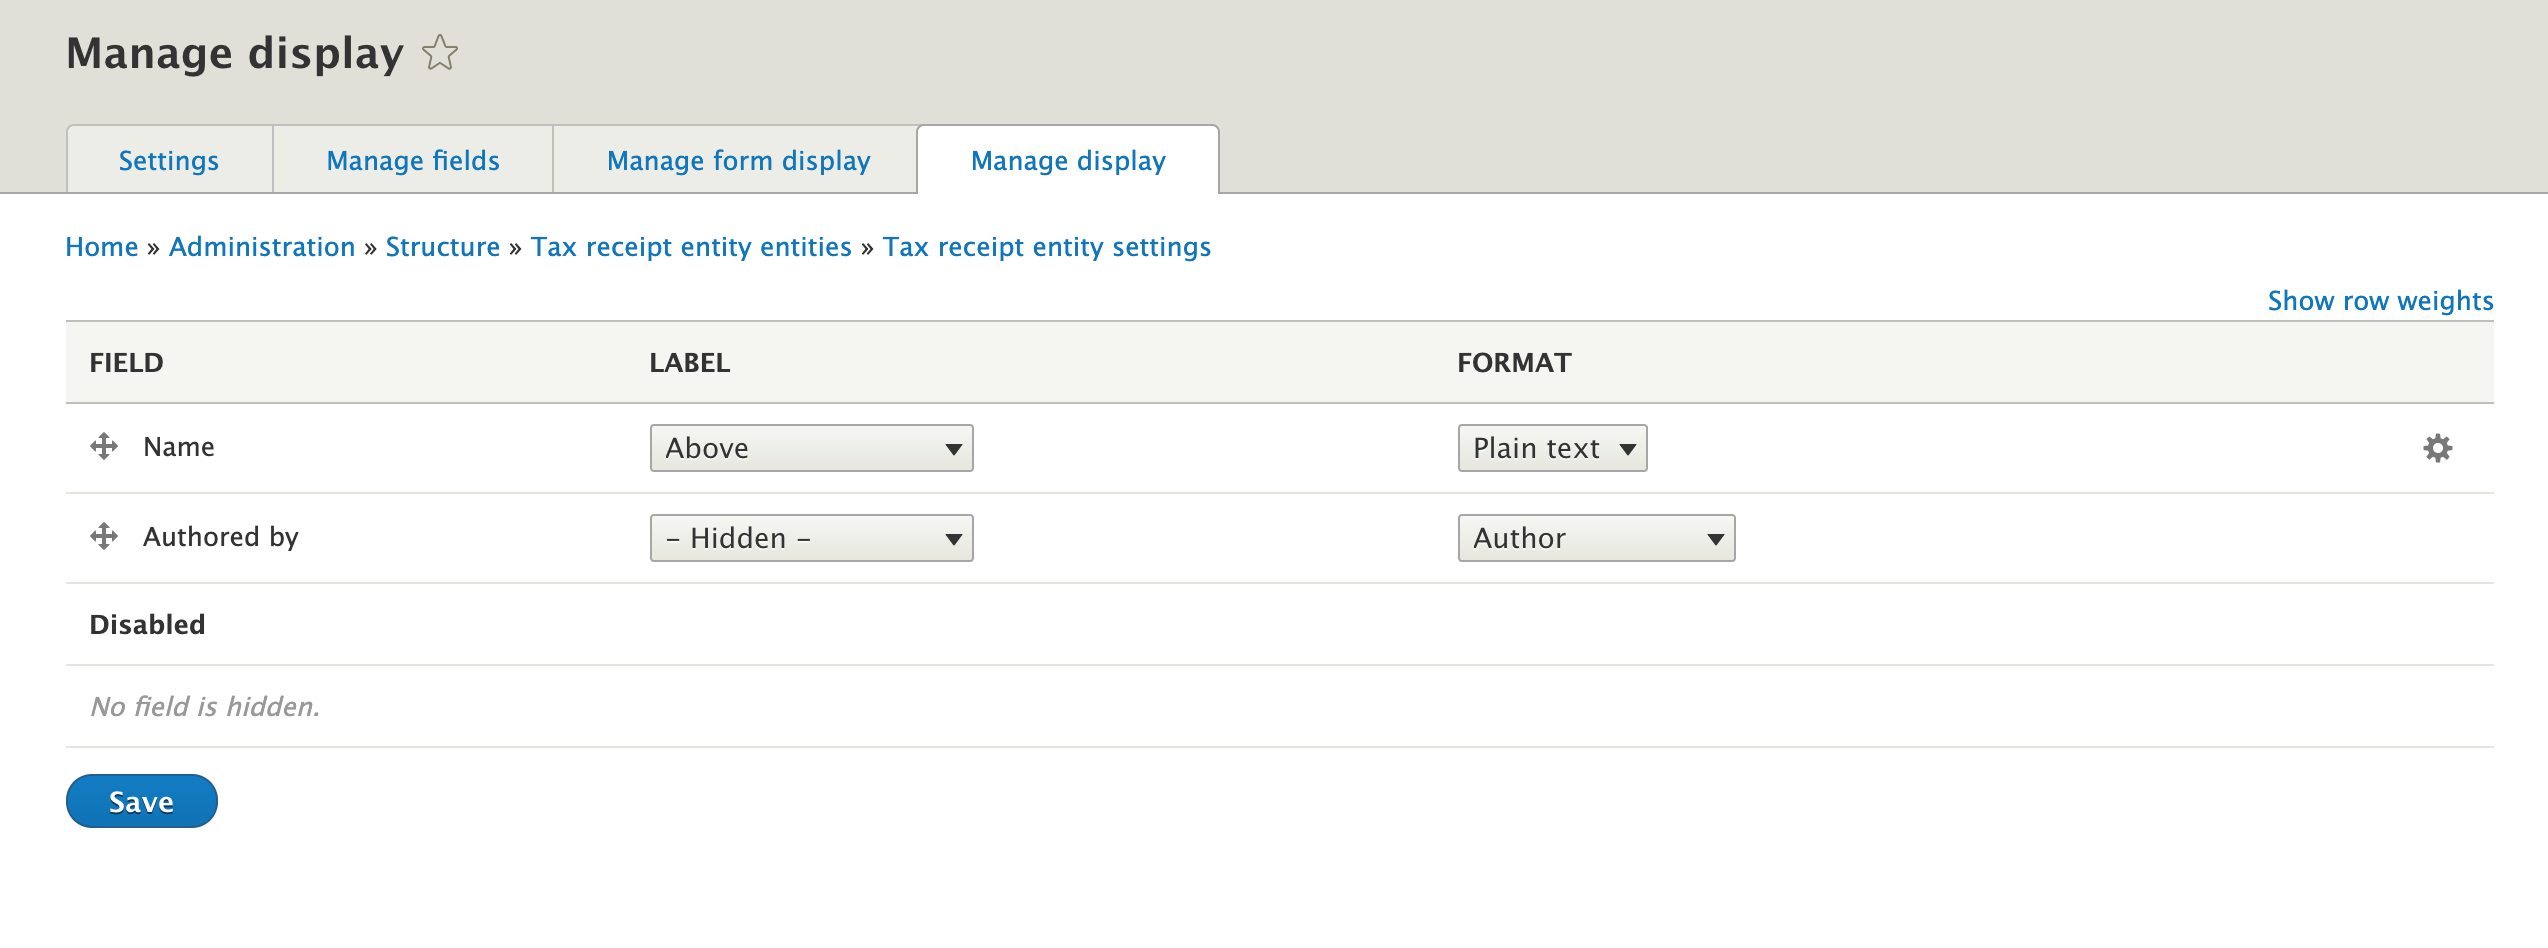 Manage display
Settings Manage fields Manage form display Manage display
Home » Administration » Structure » Tax receipt entity entities » Tax receipt entity settings
Show row weights
FIELD LABEL FORMAT
Name Above Plain text
Authored by - Hidden - Author
Disabled
No field is hidden.
Save